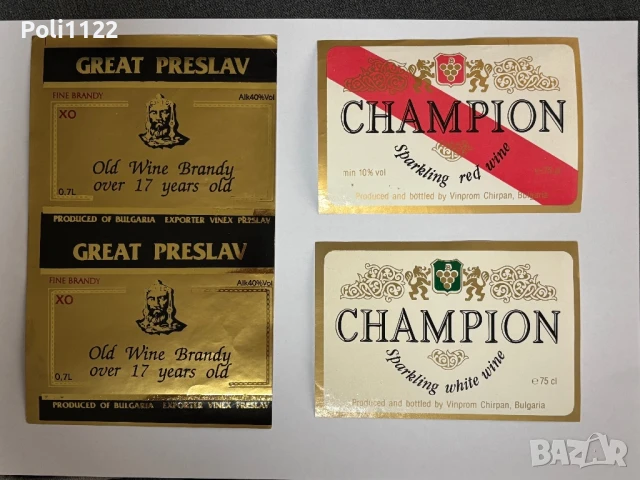 Poli1122
GREAT PRESLAV
FINE BRANDY
Alk40%Vol
XO
Old Wine Brandy
over 17 years old
0.7L
PRODUCED OF BULGARIA EXPORTER VINEX PRESLAV
GREAT PRESLAV
FINE BRANDY
Alk40%Vol
XO
Old Wine Brandy
over 17 years old
0,7L
PRODUCED OF BULGARIA EXPORTER VINEX PRESLAV
CHAMPION
Sparkling red wine
min 10% vol
Produced and bottled by Vinprom Chirpan, Bulgaria
CHAMPION
Sparkling white wine
e 75 cl
Produced and bottled by Vinprom Chirpan, Bulgaria
BAZAR